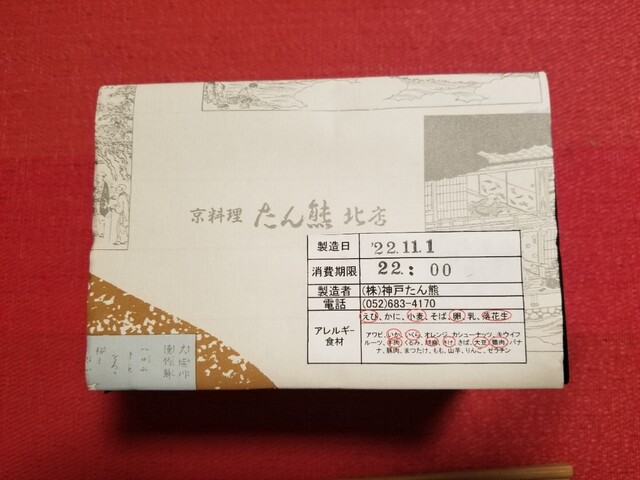 京料理 たん熊 北店
製造日 '22.11.1
消費期限 22: 00
製造者 (株)神戸たん熊
電話 (052)683-4170
アレルギー食材
えび、かに、小麦、そば、卵、乳、落花生
アワビ、いか、いくら、オレンジ、カシューナッツ、キウイフ
ルーツ、牛肉、くるみ、胡麻、さけ、さば、大豆、鶏肉、バナ
ナ、豚肉、まつたけ、もも、山芋、りんご、ゼラチン